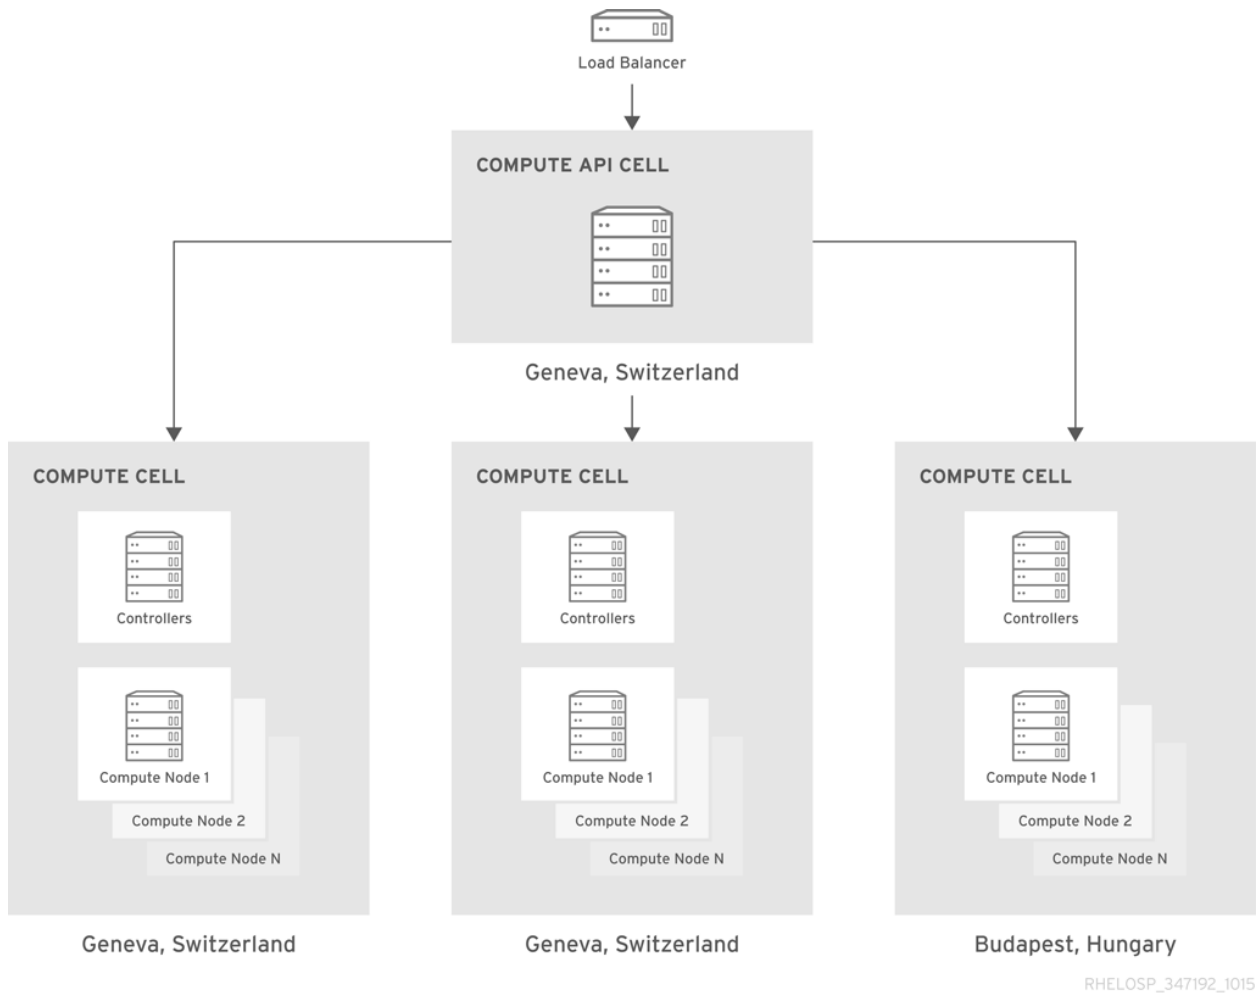 Load Balancer
COMPUTE API CELL
Geneva, Switzerland
COMPUTE CELL
Controllers
Compute Node 1
Compute Node 2
Compute Node N
Geneva, Switzerland
COMPUTE CELL
Controllers
Compute Node 1
Compute Node 2
Compute Node N
Geneva, Switzerland
COMPUTE CELL
Controllers
Compute Node 1
Compute Node 2
Compute Node N
Budapest, Hungary
RHELOSP_347192_1015